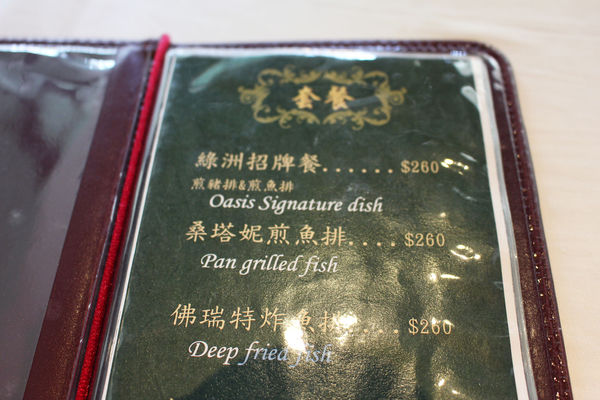 套餐
綠洲招牌餐......$260
煎豬排&煎魚排
Oasis Signature dish
桑塔妮煎魚排....$260
Pan grilled fish
佛瑞特炸魚排....$260
Deep fried fish